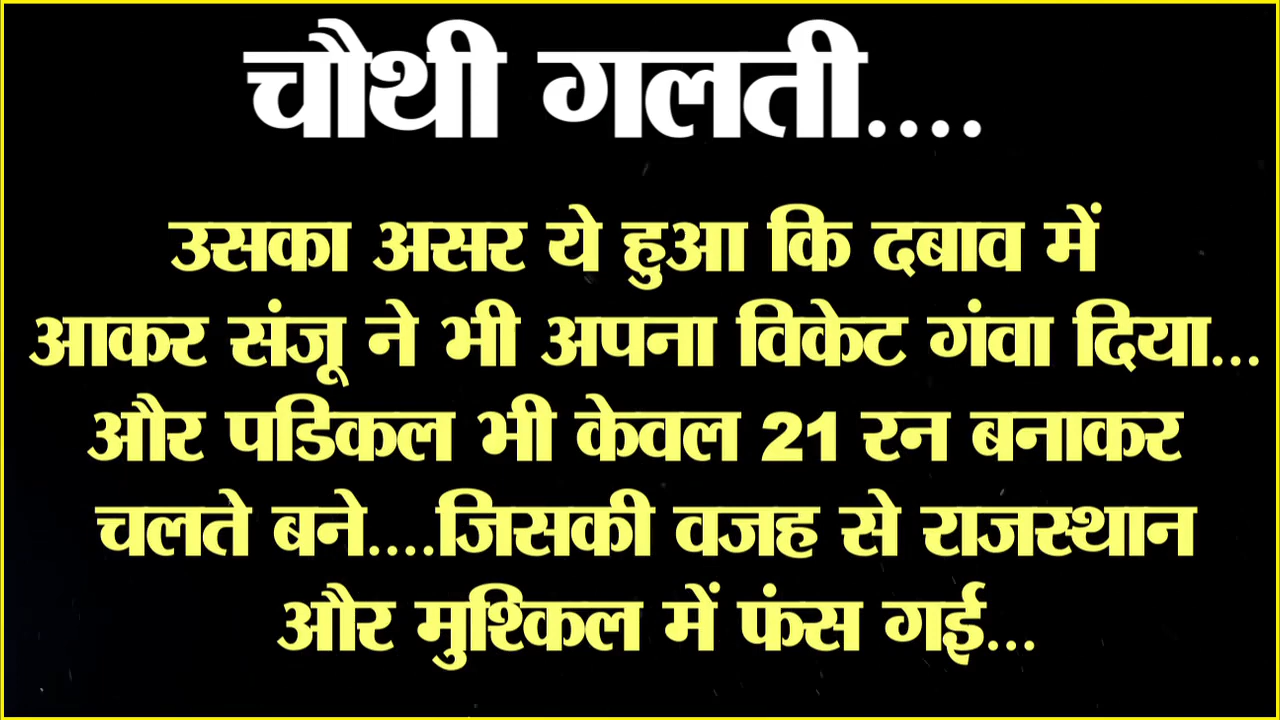 चौथी गलती....
उसका असर ये हुआ कि दबाव में
आकर संजू ने भी अपना विकेट गंवा दिया...
और पडिकल भी केवल 21 रन बनाकर
चलते बने....जिसकी वजह से राजस्थान
और मुश्किल में फंस गई...